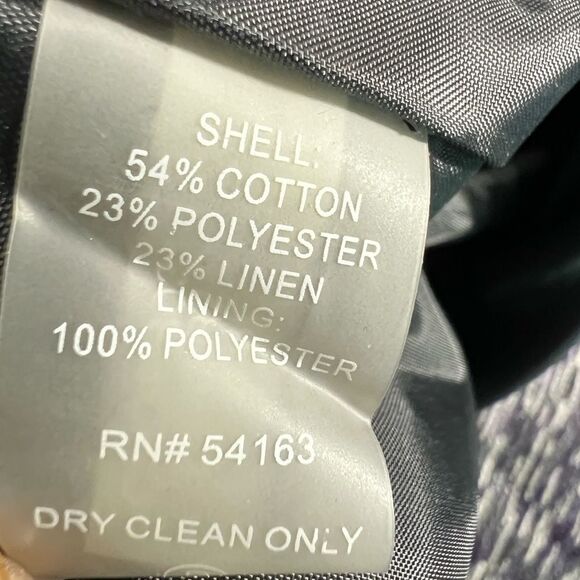 SHELL:
54% COTTON
23% POLYESTER
23% LINEN
LINING:
100% POLYESTER
RN# 54163
DRY CLEAN ONLY